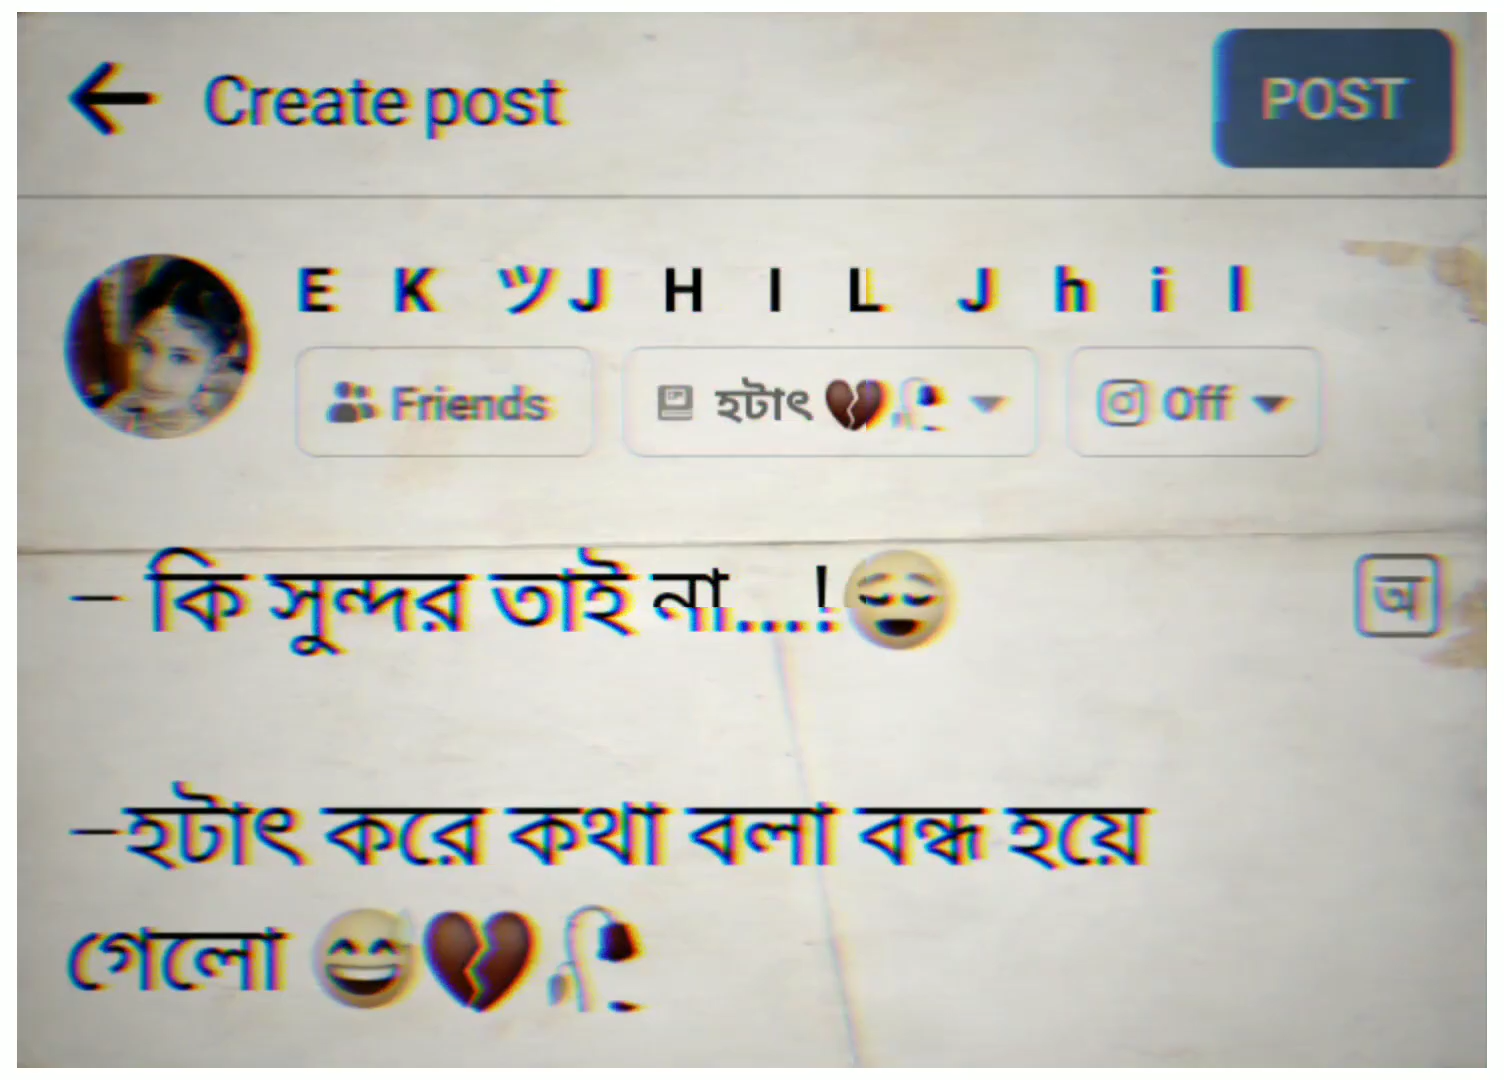 Create post
POST
E K ツJ H I L J h i l
Friends
হটাৎ 💔🥀
Off
– কি সুন্দর তাই না...!😌
অ
–হটাৎ করে কথা বলা বন্ধ হয়ে
গেলো 😅💔🥀